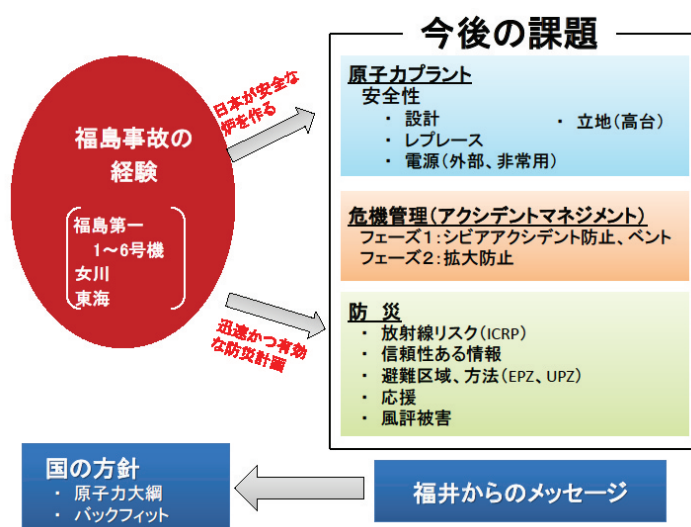 今後の課題
福島事故の
経験
福島第一
1～6号機
女川
東海
日本が安全な
炉を作る
迅速かつ有効
な防災計画
原子力プラント
安全性
・ 設計
・ レプレース
・ 電源（外部、非常用）
・ 立地（高台）
危機管理（アクシデントマネジメント）
フェーズ１：シビアアクシデント防止、ベント
フェーズ２：拡大防止
防 災
・ 放射線リスク（ICRP）
・ 信頼性ある情報
・ 避難区域、方法（EPZ、UPZ）
・ 応援
・ 風評被害
国の方針
・ 原子力大綱
・ バックフィット
福井からのメッセージ